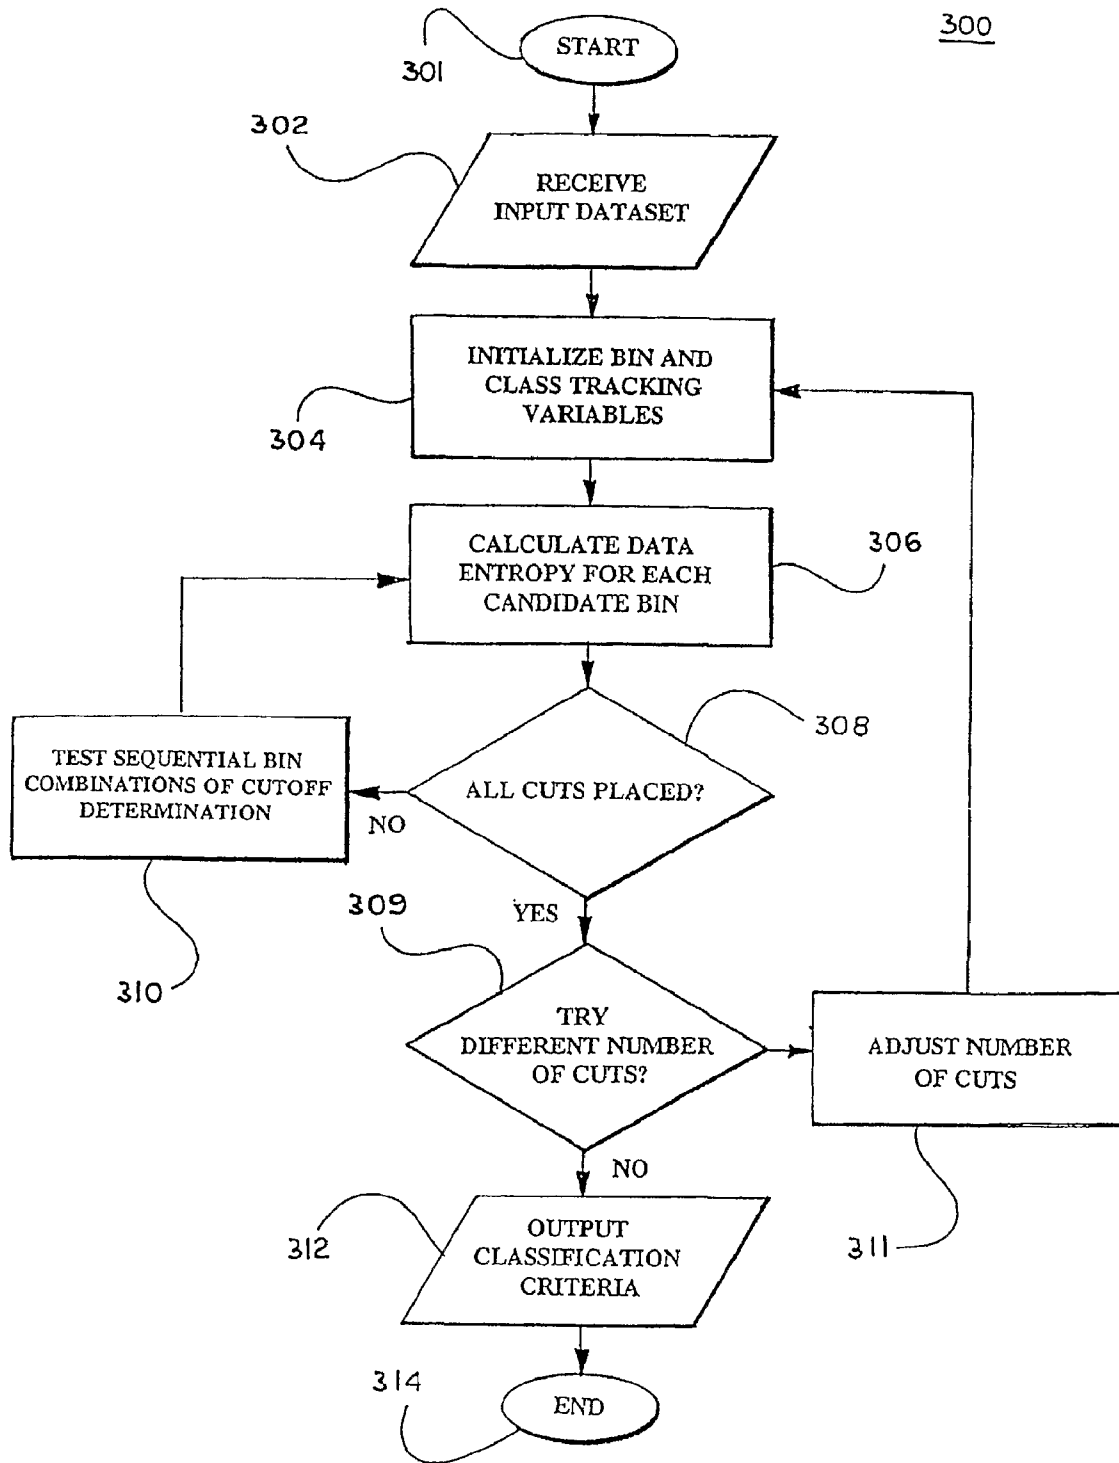 300
START
301
302
RECEIVE
INPUT DATASET
INITIALIZE BIN AND
CLASS TRACKING
VARIABLES
304
CALCULATE DATA
ENTROPY FOR EACH
CANDIDATE BIN
306
308
TEST SEQUENTIAL BIN
COMBINATIONS OF CUTOFF
DETERMINATION
ALL CUTS PLACED?
NO
310
YES
309
TRY
DIFFERENT NUMBER
OF CUTS?
ADJUST NUMBER
OF CUTS
NO
311
312
OUTPUT
CLASSIFICATION
CRITERIA
314
END